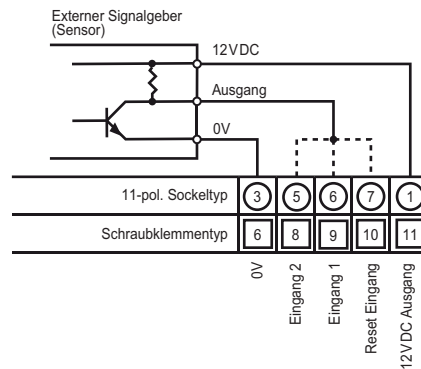 Externer Signalgeber
(Sensor)
12VDC
Ausgang
0V
11-pol. Sockeltyp 3 5 6 7 1
Schraubklemmentyp 6 8 9 10 11
0V
Eingang 2
Eingang 1
Reset Eingang
12VDC Ausgang